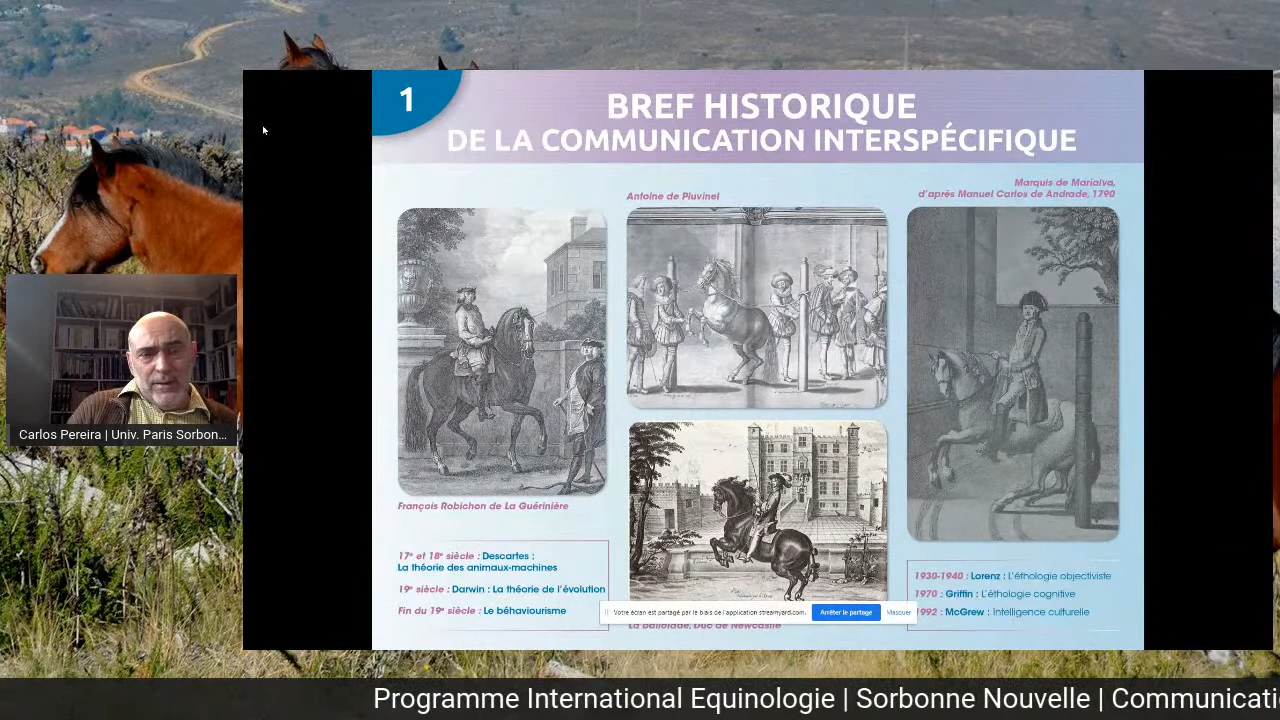 1
BREF HISTORIQUE
DE LA COMMUNICATION INTERSPÉCIFIQUE
Antoine de Pluvinel
Marquis de Marialva,
d'après Manuel Carlos de Andrade, 1790
François Robichon de La Guérinière
17e et 18e siècle : Descartes :
La théorie des animaux-machines
19e siècle : Darwin : La théorie de l'évolution
Fin du 19e siècle : Le béhaviourisme
La ballotade, Duc de Newcastle
1930-1940 : Lorenz : L'éthologie objectiviste
1970 : Griffin : L'éthologie cognitive
1992 : McGrew : Intelligence culturelle
Votre écran est partagé par le biais de l'application streamyard.com.
Arrêter le partage
Masquer
Carlos Pereira | Univ. Paris Sorbon...
Programme International Equinologie | Sorbonne Nouvelle | Communicati